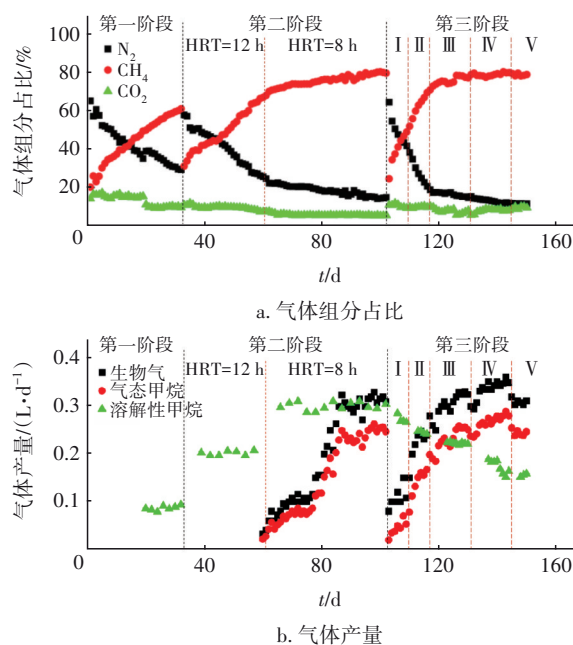 第一阶段 第二阶段 第三阶段
HRT=12 h HRT=8 h Ⅰ Ⅱ Ⅲ Ⅳ Ⅴ
N₂
CH₄
CO₂
气体组分占比/%
100
80
60
40
20
0 40 80 120 160
t/d
a. 气体组分占比
第一阶段 第二阶段 第三阶段
HRT=12 h HRT=8 h Ⅰ Ⅱ Ⅲ Ⅳ Ⅴ
生物气
气态甲烷
溶解性甲烷
气体产量/(L·d⁻¹)
0.4
0.3
0.2
0.1
0 40 80 120 160
t/d
b. 气体产量